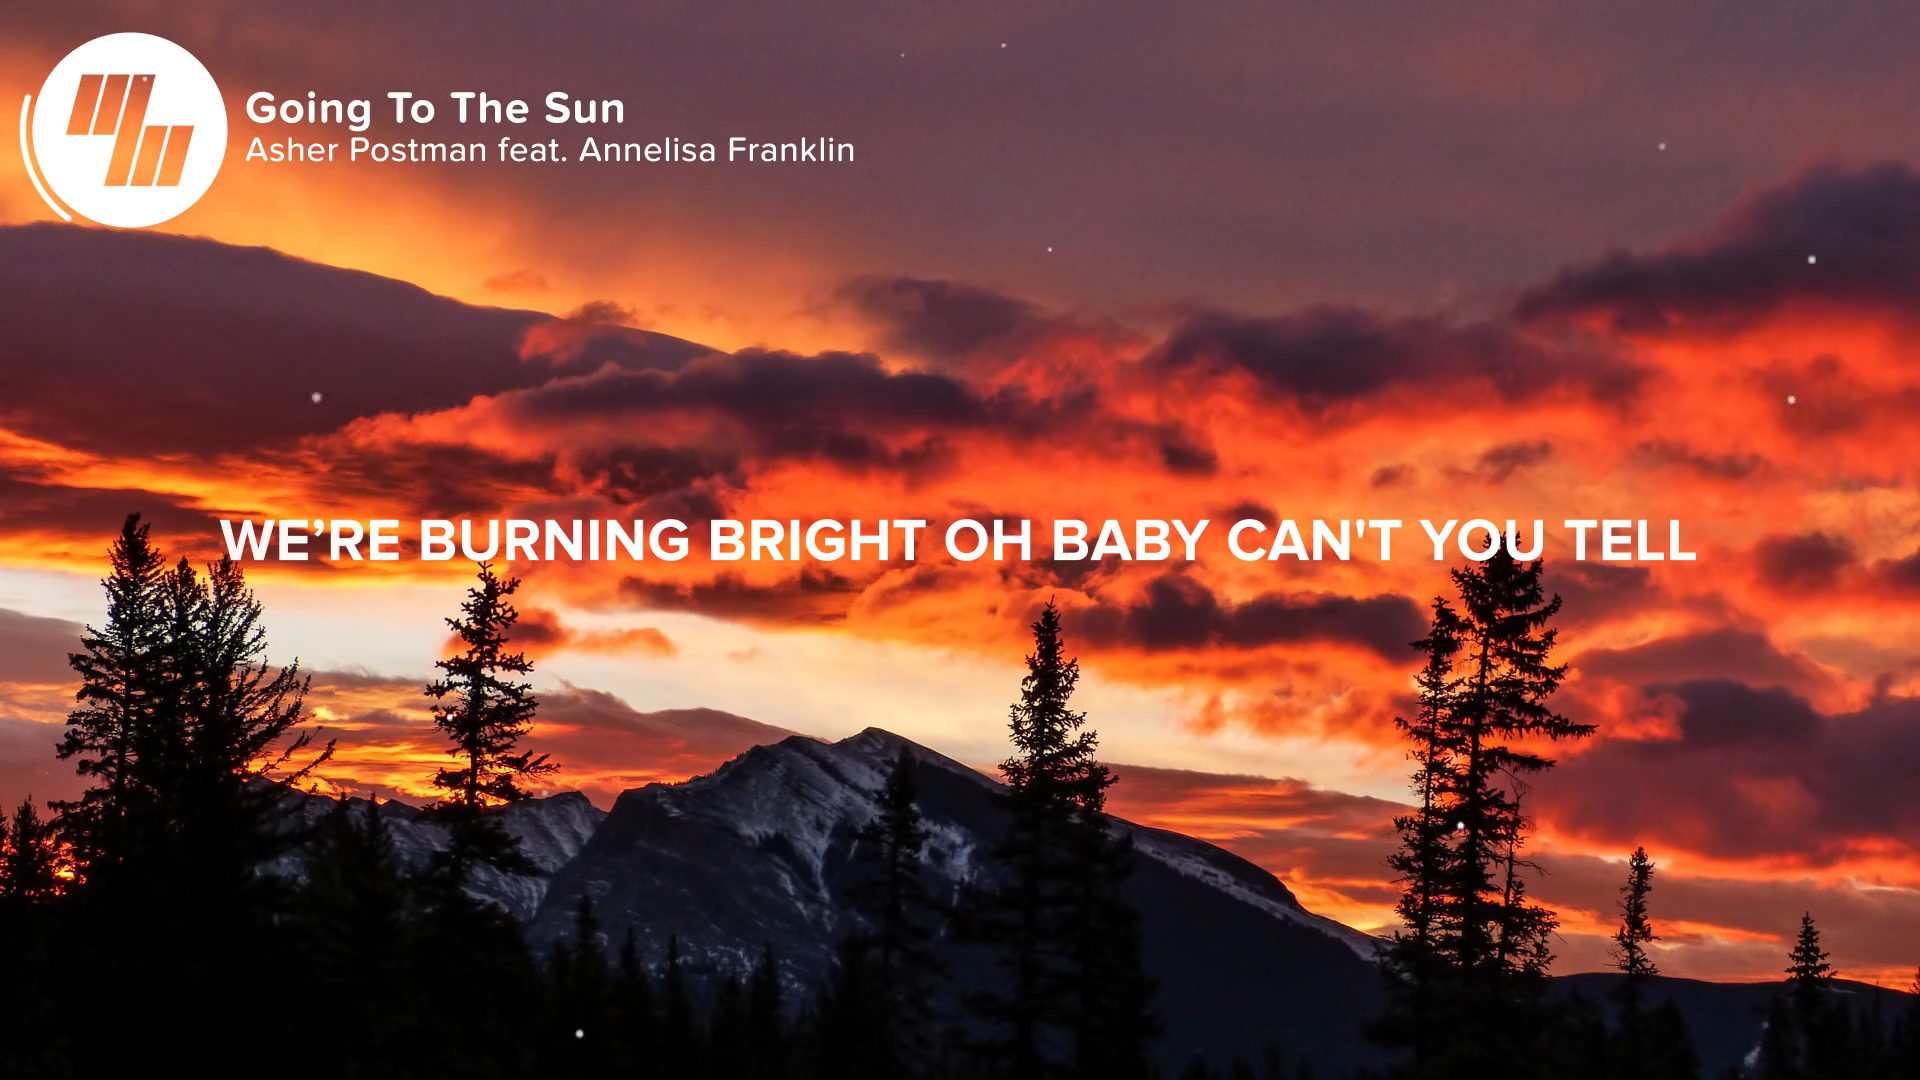 Going To The Sun
Asher Postman feat. Annelisa Franklin
WE’RE BURNING BRIGHT OH BABY CAN'T YOU TELL